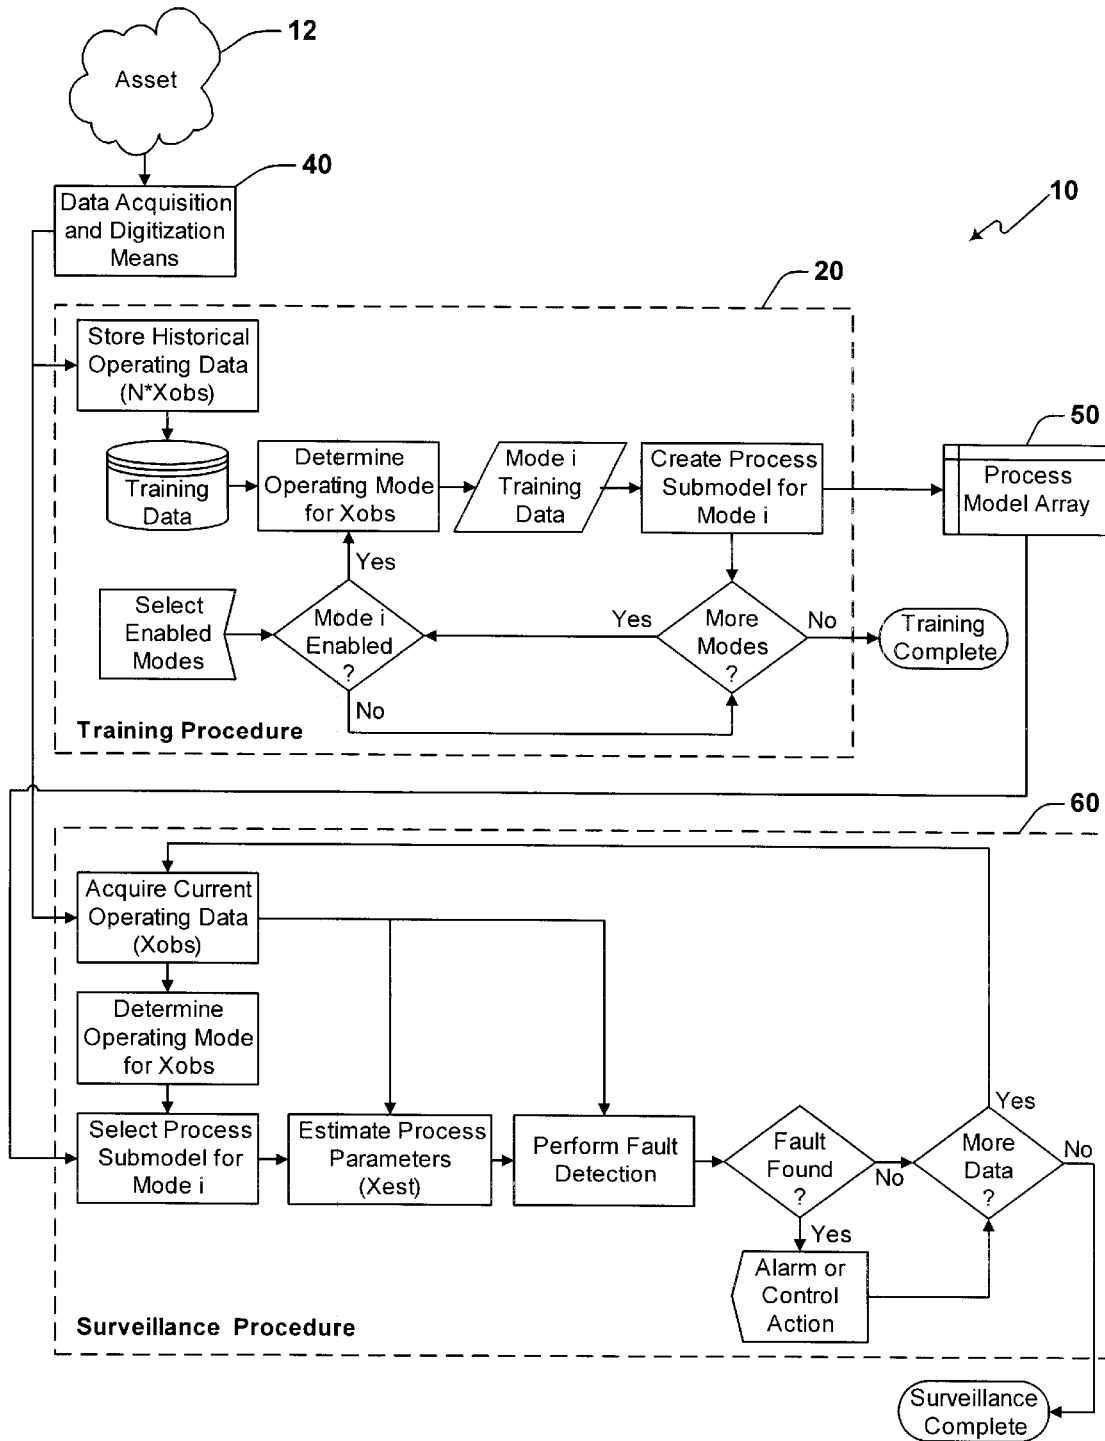 12
Asset
40
Data Acquisition
and Digitization
Means
10
20
Store Historical
Operating Data
(N*Xobs)
50
Training
Data
Determine
Operating Mode
for Xobs
Mode i
Training
Data
Create Process
Submodel for
Mode i
Process
Model Array
Yes
Select
Enabled
Modes
Mode i
Enabled
?
Yes
More
Modes
?
No
Training
Complete
No
Training Procedure
60
Acquire Current
Operating Data
(Xobs)
Determine
Operating Mode
for Xobs
Select Process
Submodel for
Mode i
Estimate Process
Parameters
(Xest)
Perform Fault
Detection
Fault
Found
?
No
Yes
More
Data
?
No
Yes
Alarm or
Control
Action
Surveillance Procedure
Surveillance
Complete